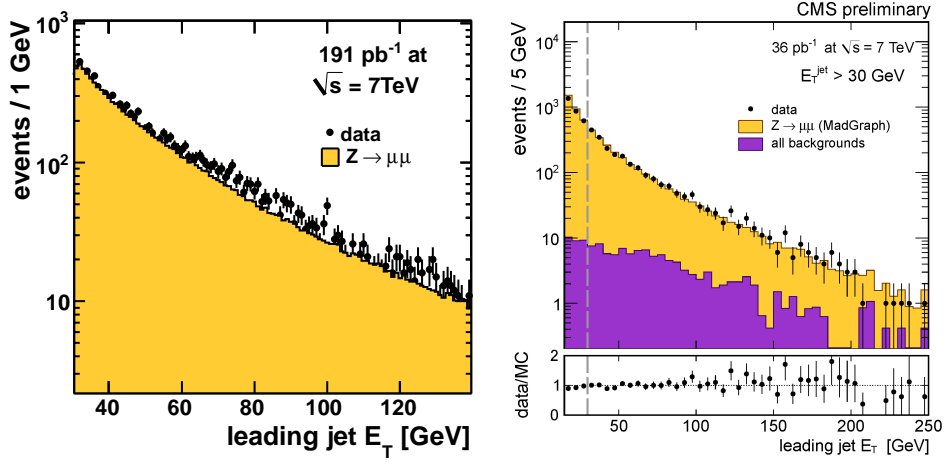 10³
10²
10
events / 1 GeV
191 pb⁻¹ at
√s = 7TeV
data
Z → μμ
40 60 80 100 120
leading jet E_T [GeV]
CMS preliminary
10⁴
10³
10²
10
1
events / 5 GeV
36 pb⁻¹ at √s = 7 TeV
E_T^jet > 30 GeV
data
Z → μμ (MadGraph)
all backgrounds
data/MC
2
1
0
50 100 150 200 250
leading jet E_T [GeV]